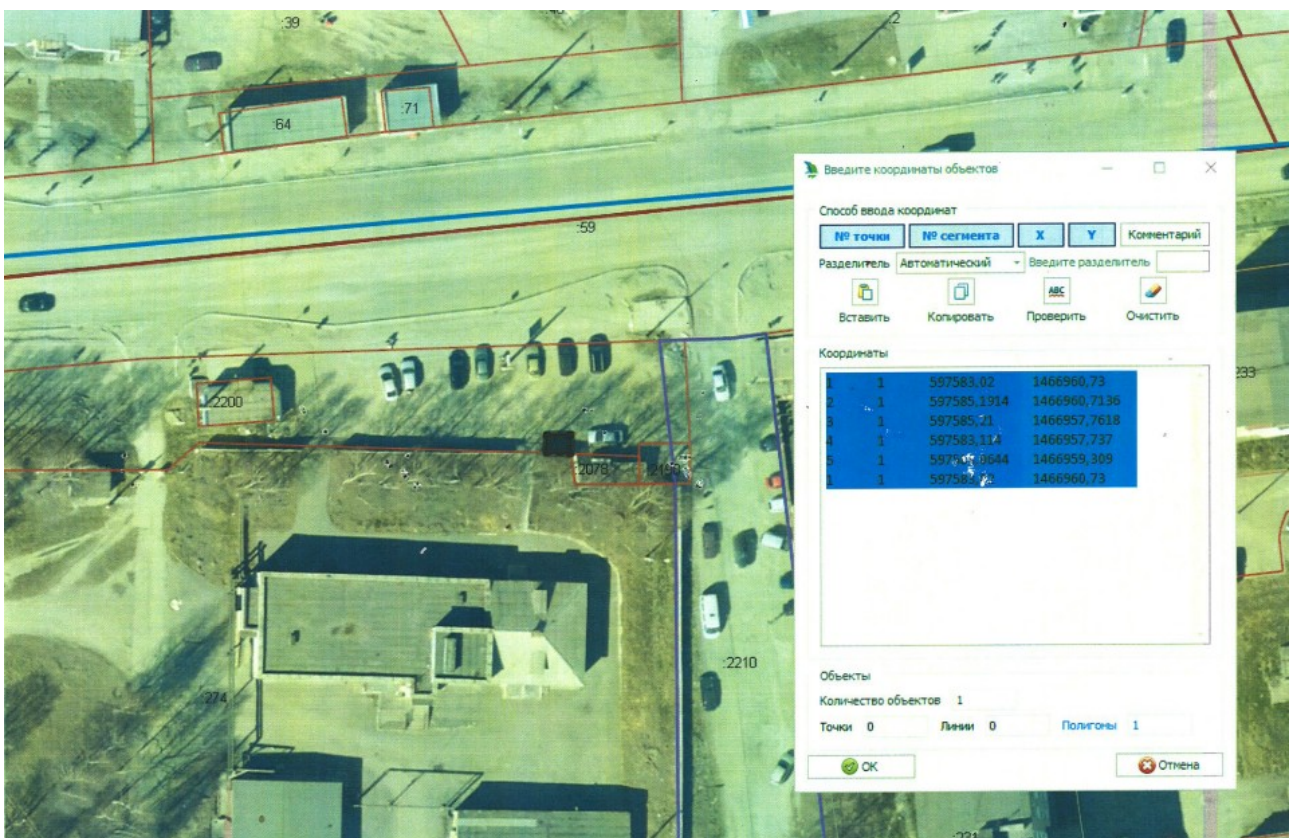 :39
:2
:71
:64
:59
:2200
:2078
:274
:2210
233
:231
Введите координаты объектов
Способ ввода координат
№ точки № сегмента X Y Комментарий
Разделитель Автоматический Введите разделитель
ABC
Вставить Копировать Проверить Очистить
Координаты
1 1 597583,02 1466960,73
2 1 597585,1914 1466960,7136
3 1 597585,21 1466957,7618
4 1 597583,114 1466957,737
5 1 1466959,309
1 1 1466960,73
Объекты
Количество объектов 1
Точки 0 Линии 0 Полигоны 1
OK Отмена